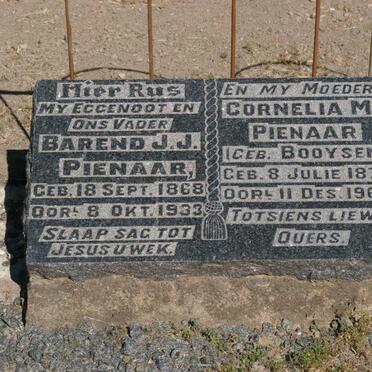 Hier Rus
MY EGGENOOT EN
ONS VADER
BAREND J.J.
PIENAAR,
GEB. 18 SEPT. 1868
OORL. 8 OKT. 1933
SLAAP SAG TOT
JESUS U WEK.
EN MY MOEDER
CORNELIA M.
PIENAAR
(GEB. BOOYSEN
GEB. 8 JULIE 187
OORL. 11 DES. 19
TOTSIENS LIEW
OUERS.